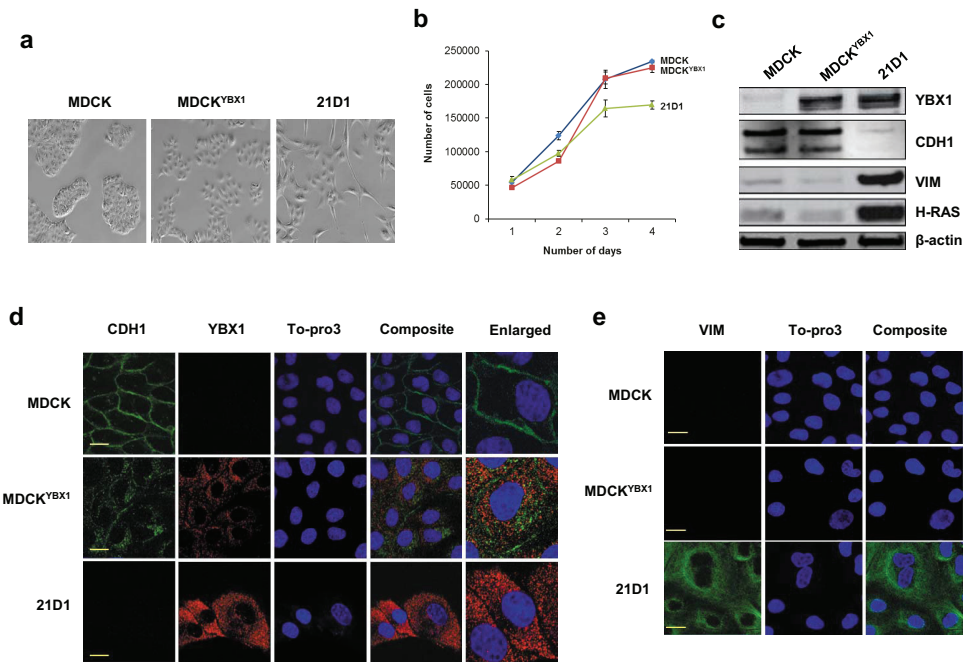 a
MDCK MDCKYBX1 21D1
b
250000
200000
150000
100000
50000
0
1 2 3 4
Number of cells
Number of days
MDCK
MDCKYBX1
21D1
c
MDCK MDCKYBX1 21D1
YBX1
CDH1
VIM
H-RAS
β-actin
d
CDH1 YBX1 To-pro3 Composite Enlarged
MDCK
MDCKYBX1
21D1
e
VIM To-pro3 Composite
MDCK
MDCKYBX1
21D1